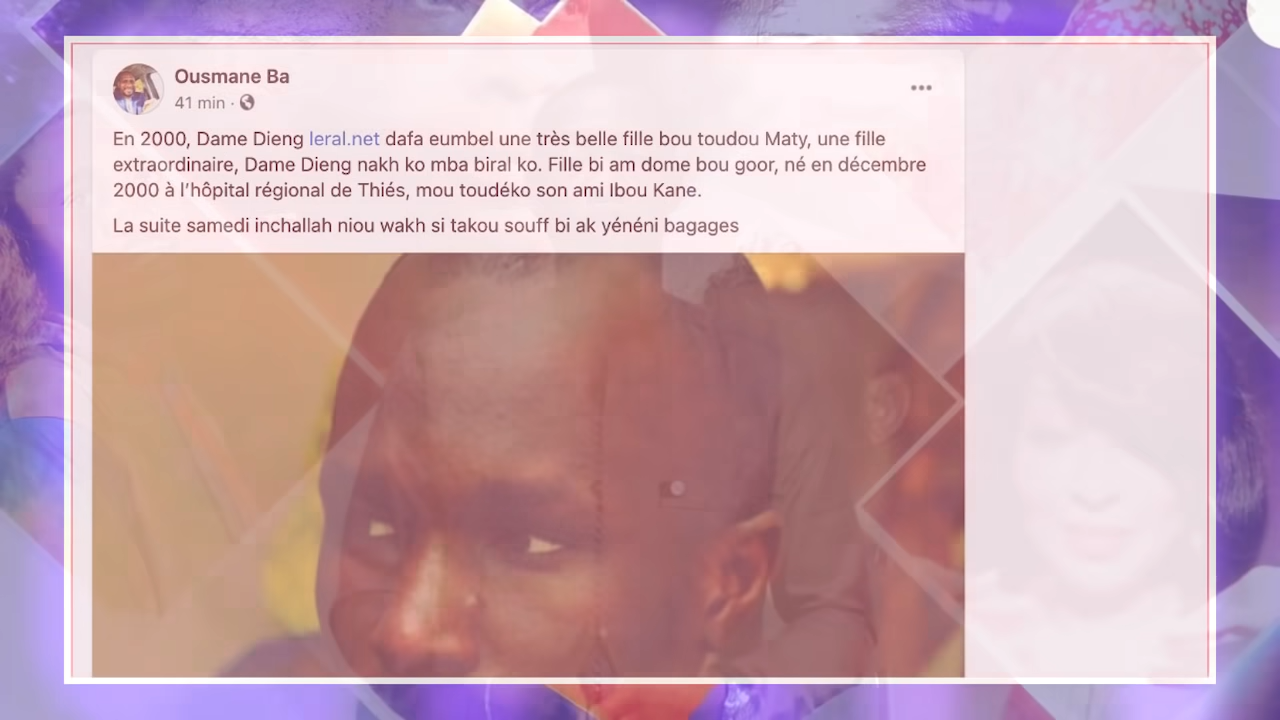 Ousmane Ba
41 min ·
En 2000, Dame Dieng leral.net dafa eumbel une très belle fille bou toudou Maty, une fille
extraordinaire, Dame Dieng nakh ko mba biral ko. Fille bi am dome bou goor, né en décembre
2000 à l'hôpital régional de Thiés, mou toudéko son ami Ibou Kane.
La suite samedi inchallah niou wakh si takou souff bi ak yénéni bagages